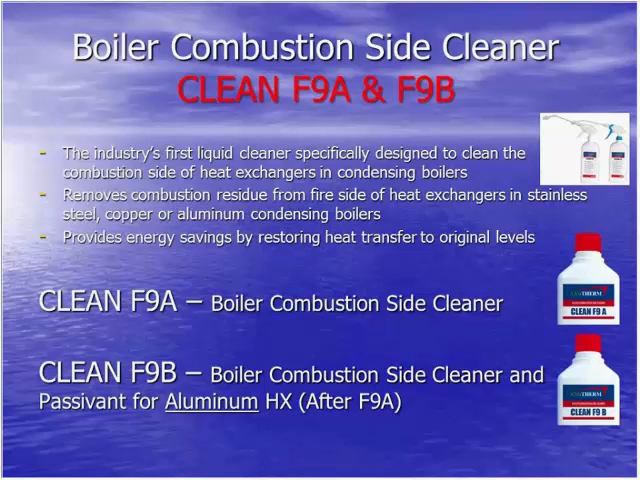 Boiler Combustion Side Cleaner
CLEAN F9A & F9B
- The industry's first liquid cleaner specifically designed to clean the
combustion side of heat exchangers in condensing boilers
- Removes combustion residue from fire side of heat exchangers in stainless
steel, copper or aluminum condensing boilers
- Provides energy savings by restoring heat transfer to original levels
CLEAN F9A – Boiler Combustion Side Cleaner
CLEAN F9 A
CLEAN F9B – Boiler Combustion Side Cleaner and
Passivant for Aluminum HX (After F9A)
CLEAN F9 B